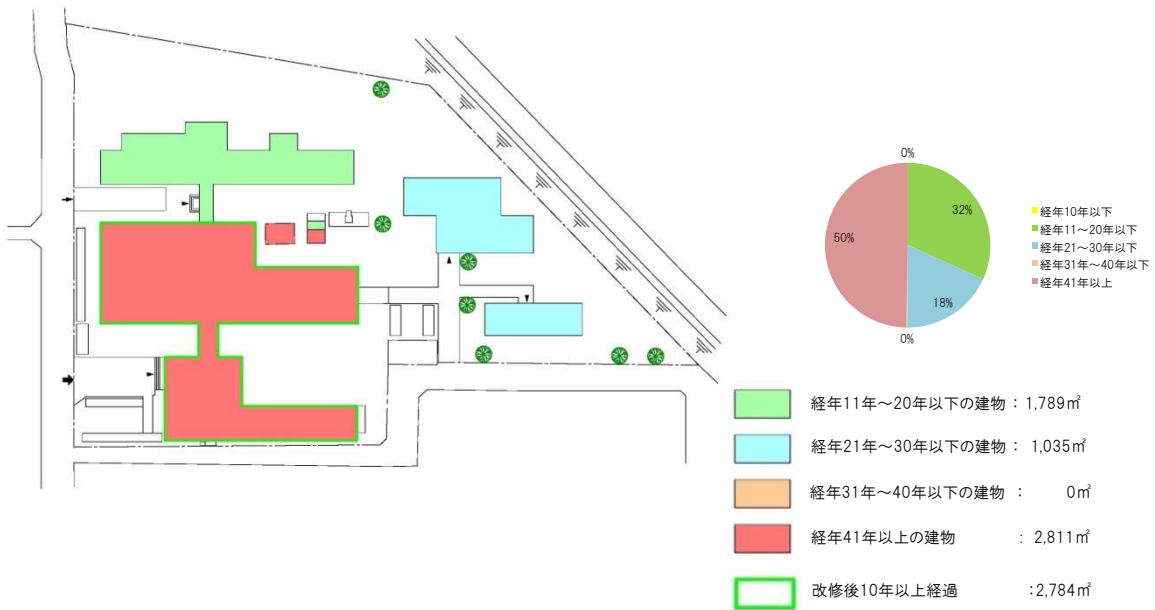 0%
32%
50%
18%
0%
経年10年以下
経年11～20年以下
経年21～30年以下
経年31年～40年以下
経年41年以上
経年11年～20年以下の建物 : 1,789㎡
経年21年～30年以下の建物 : 1,035㎡
経年31年～40年以下の建物 : 0㎡
経年41年以上の建物 : 2,811㎡
改修後10年以上経過 :2,784㎡